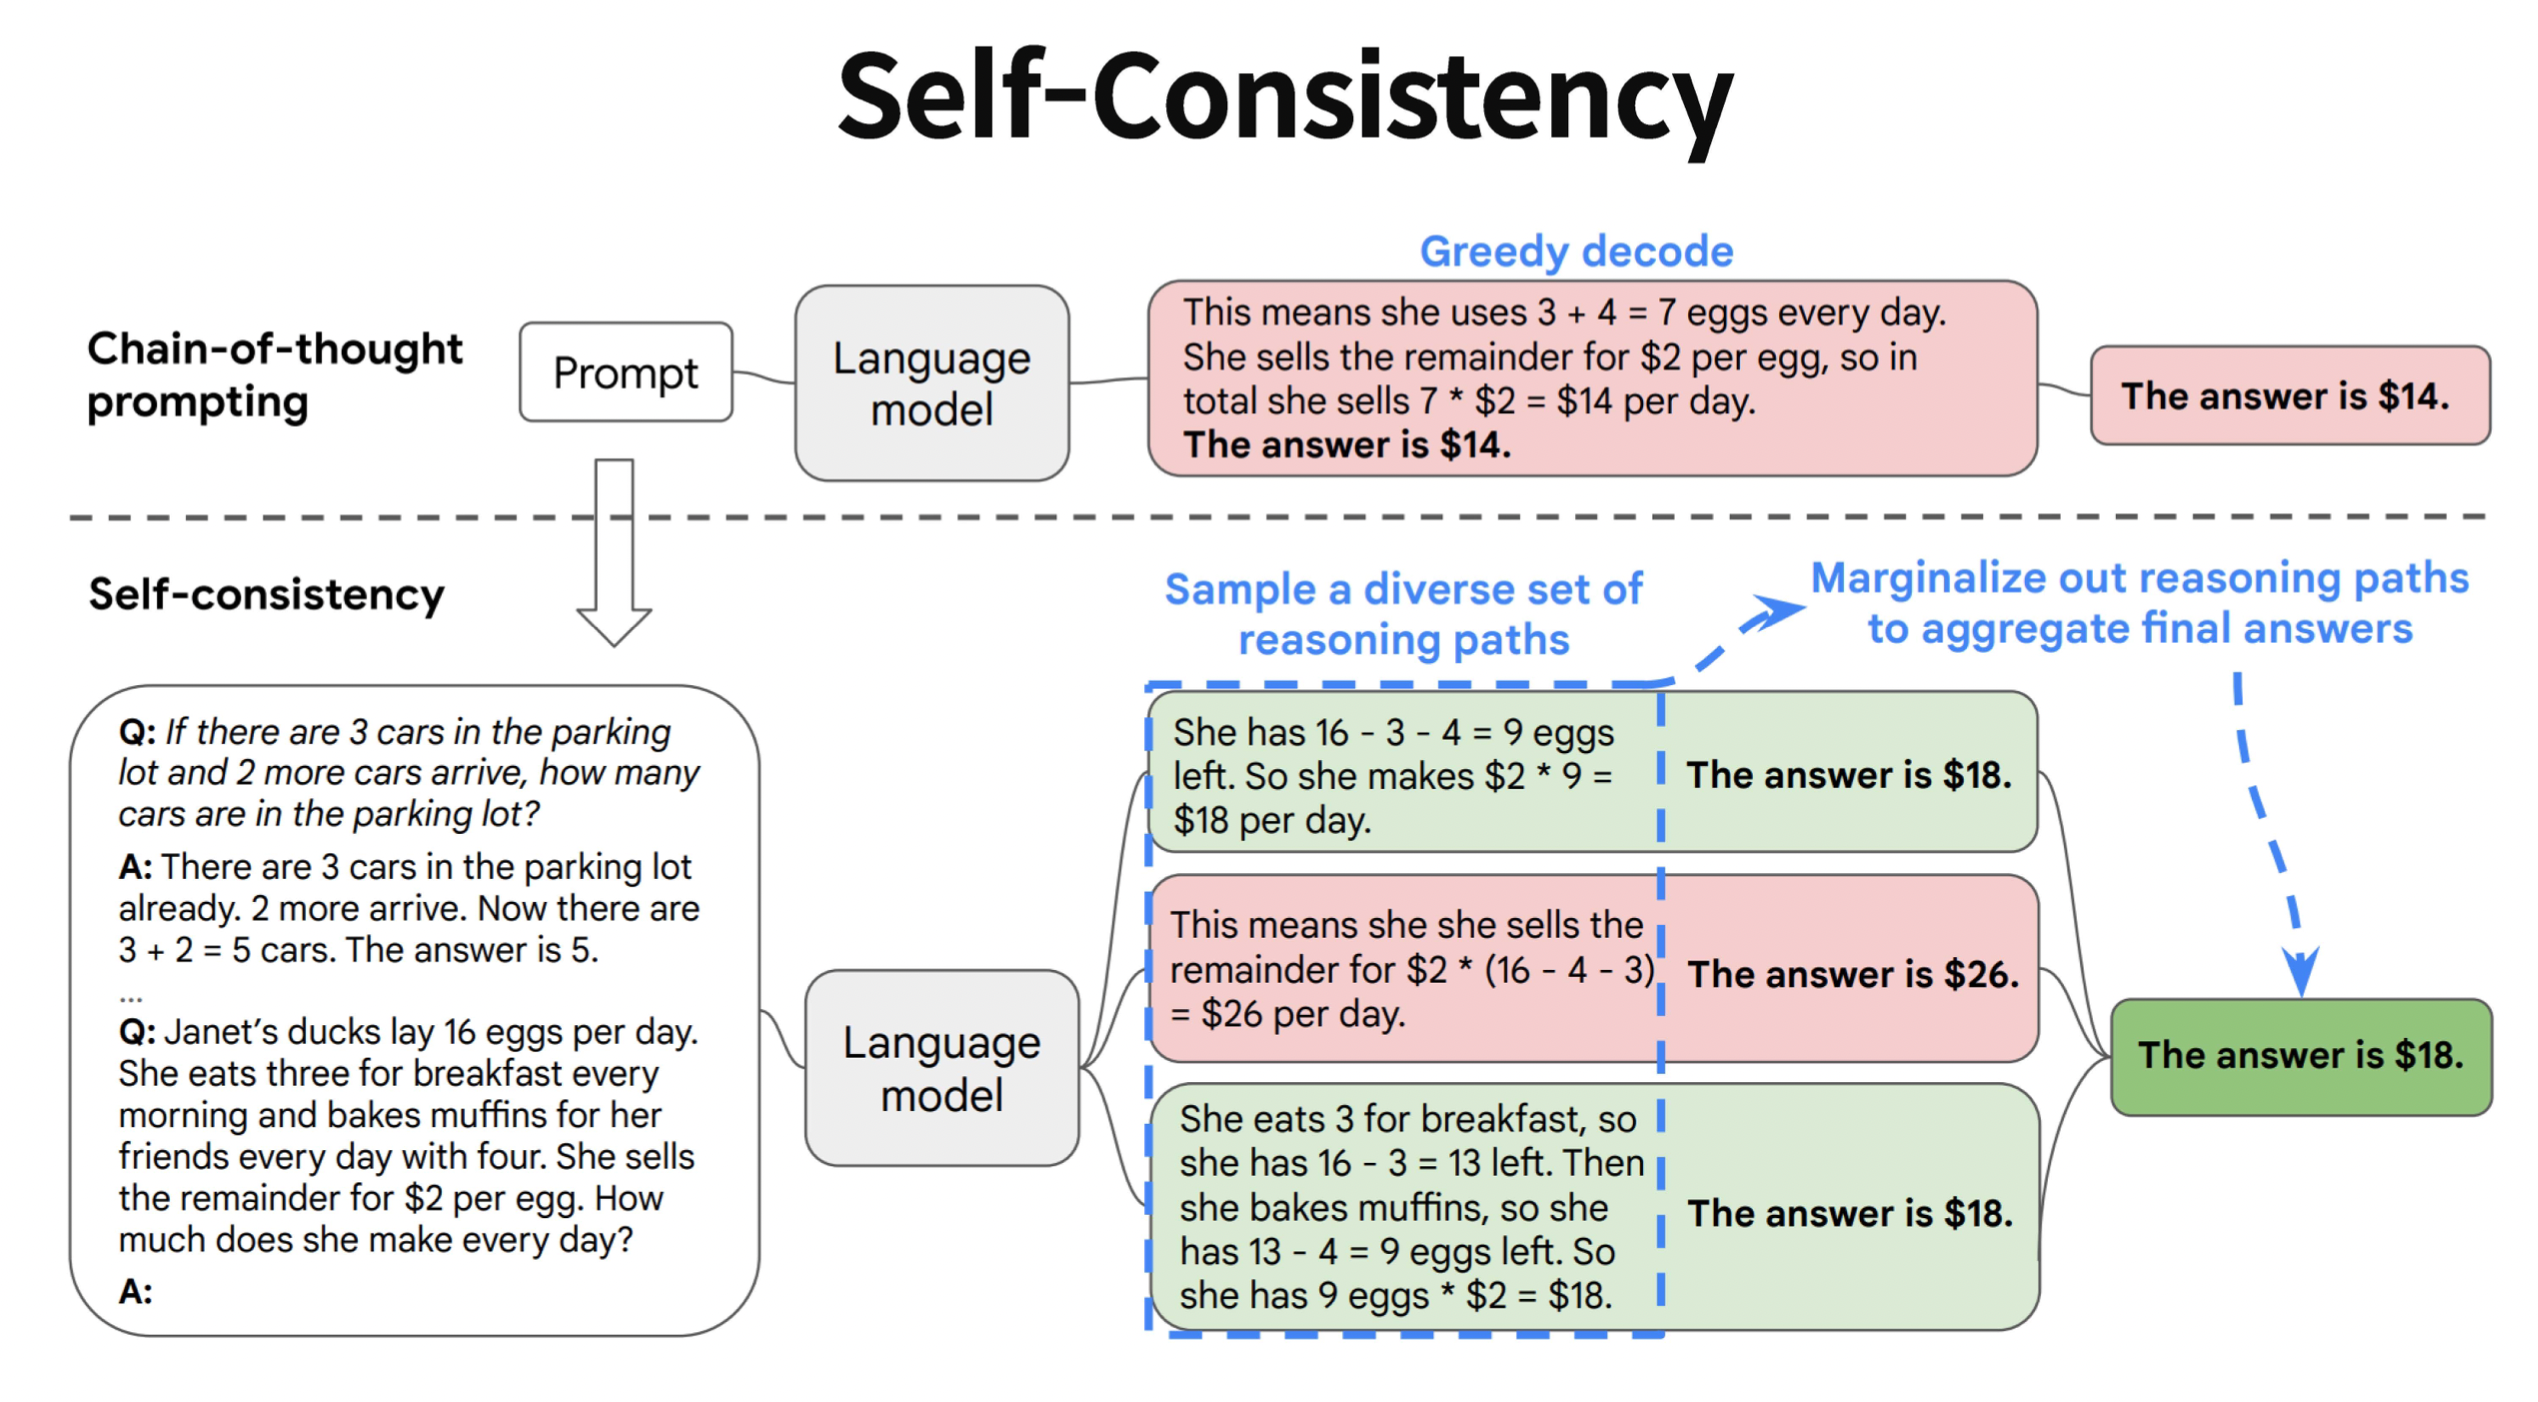 Self-Consistency
Greedy decode
Chain-of-thought
prompting
Prompt
Language
model
This means she uses 3 + 4 = 7 eggs every day.
She sells the remainder for $2 per egg, so in
total she sells 7 * $2 = $14 per day.
The answer is $14.
The answer is $14.
Self-consistency
Sample a diverse set of
reasoning paths
Marginalize out reasoning paths
to aggregate final answers
Q: If there are 3 cars in the parking
lot and 2 more cars arrive, how many
cars are in the parking lot?
A: There are 3 cars in the parking lot
already. 2 more arrive. Now there are
3 + 2 = 5 cars. The answer is 5.
...
Q: Janet’s ducks lay 16 eggs per day.
She eats three for breakfast every
morning and bakes muffins for her
friends every day with four. She sells
the remainder for $2 per egg. How
much does she make every day?
A:
Language
model
She has 16 - 3 - 4 = 9 eggs
left. So she makes $2 * 9 =
$18 per day.
The answer is $18.
This means she she sells the
remainder for $2 * (16 - 4 - 3)
= $26 per day.
The answer is $26.
She eats 3 for breakfast, so
she has 16 - 3 = 13 left. Then
she bakes muffins, so she
has 13 - 4 = 9 eggs left. So
she has 9 eggs * $2 = $18.
The answer is $18.
The answer is $18.